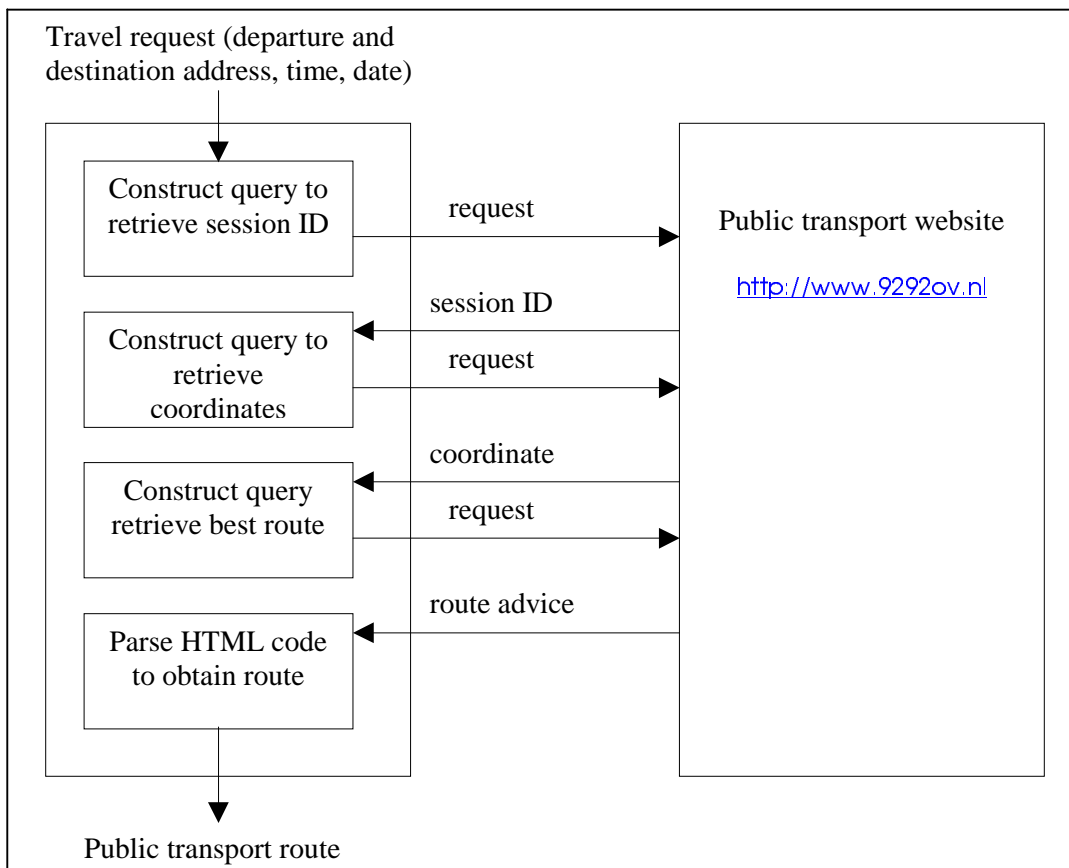 Travel request (departure and
destination address, time, date)
Construct query to
retrieve session ID
request
Public transport website
http://www.9292ov.nl
session ID
Construct query to
retrieve
coordinates
request
coordinate
Construct query
retrieve best route
request
route advice
Parse HTML code
to obtain route
Public transport route